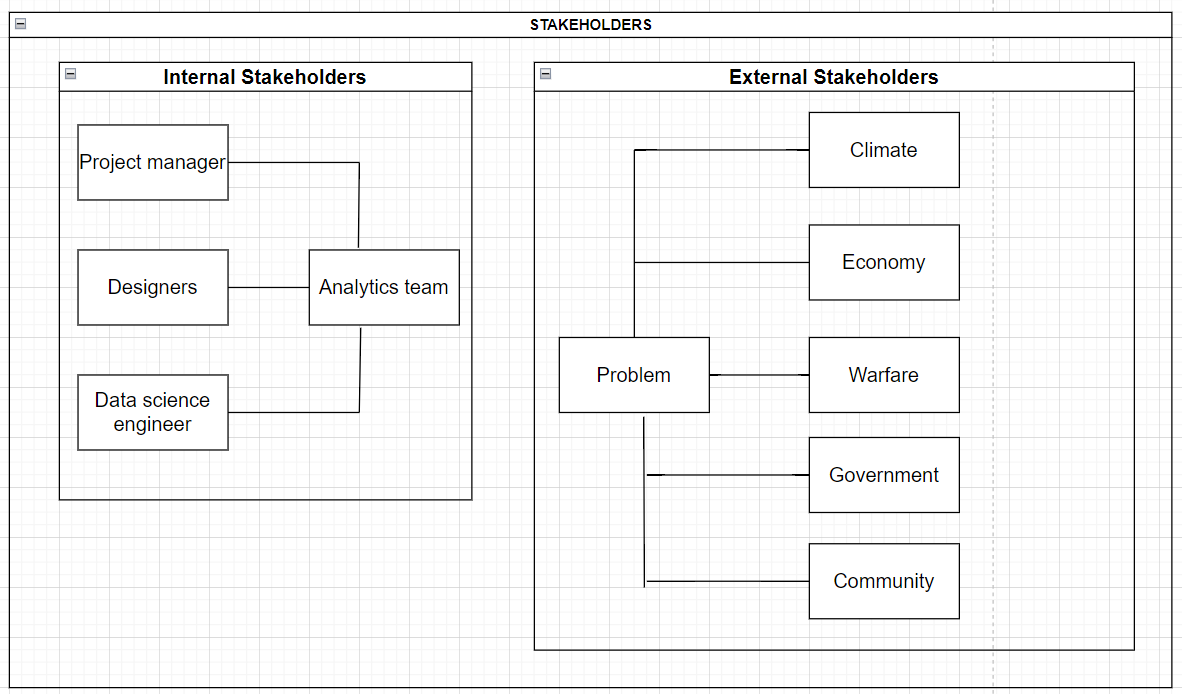 STAKEHOLDERS
Internal Stakeholders
Project manager
Designers
Analytics team
Data science
engineer
External Stakeholders
Climate
Economy
Problem
Warfare
Government
Community